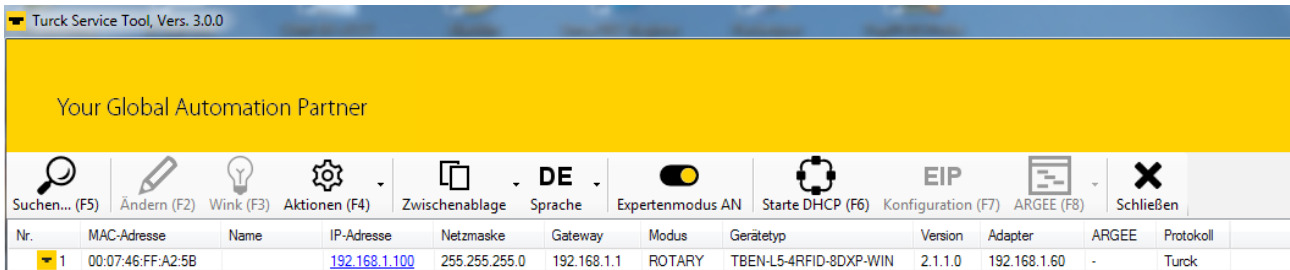 Turck Service Tool, Vers. 3.0.0
Your Global Automation Partner
DE EIP
Suchen... (F5) Ändern (F2) Wink (F3) Aktionen (F4) Zwischenablage Sprache Expertenmodus AN Starte DHCP (F6) Konfiguration (F7) ARGEE (F8) Schließen
Nr. MAC-Adresse Name IP-Adresse Netzmaske Gateway Modus Gerätetyp Version Adapter ARGEE Protokoll
1 00:07:46:FF:A2:5B 192.168.1.100 255.255.255.0 192.168.1.1 ROTARY TBEN-L5-4RFID-8DXP-WIN 2.1.1.0 192.168.1.60 - Turck